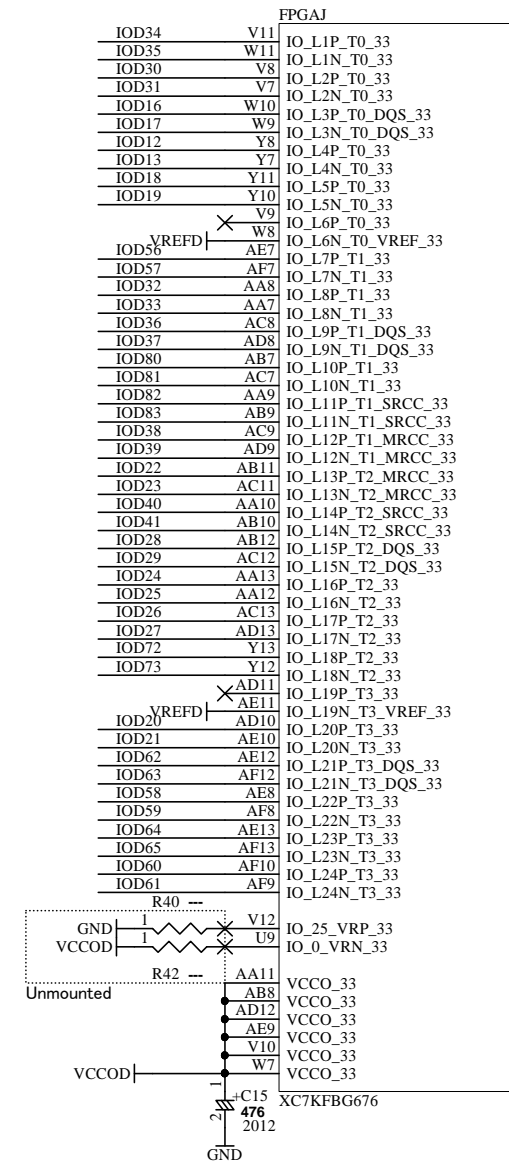 FPGAJ
IOD34 V11 IO_L1P_T0_33
IOD35 W11 IO_L1N_T0_33
IOD30 V8 IO_L2P_T0_33
IOD31 V7 IO_L2N_T0_33
IOD16 W10 IO_L3P_T0_DQS_33
IOD17 W9 IO_L3N_T0_DQS_33
IOD12 Y8 IO_L4P_T0_33
IOD13 Y7 IO_L4N_T0_33
IOD18 Y11 IO_L5P_T0_33
IOD19 Y10 IO_L5N_T0_33
V9 IO_L6P_T0_33
VREFD W8 IO_L6N_T0_VREF_33
IOD56 AE7 IO_L7P_T1_33
IOD57 AF7 IO_L7N_T1_33
IOD32 AA8 IO_L8P_T1_33
IOD33 AA7 IO_L8N_T1_33
IOD36 AC8 IO_L9P_T1_DQS_33
IOD37 AD8 IO_L9N_T1_DQS_33
IOD80 AB7 IO_L10P_T1_33
IOD81 AC7 IO_L10N_T1_33
IOD82 AA9 IO_L11P_T1_SRCC_33
IOD83 AB9 IO_L11N_T1_SRCC_33
IOD38 AC9 IO_L12P_T1_MRCC_33
IOD39 AD9 IO_L12N_T1_MRCC_33
IOD22 AB11 IO_L13P_T2_MRCC_33
IOD23 AC11 IO_L13N_T2_MRCC_33
IOD40 AA10 IO_L14P_T2_SRCC_33
IOD41 AB10 IO_L14N_T2_SRCC_33
IOD28 AB12 IO_L15P_T2_DQS_33
IOD29 AC12 IO_L15N_T2_DQS_33
IOD24 AA13 IO_L16P_T2_33
IOD25 AA12 IO_L16N_T2_33
IOD26 AC13 IO_L17P_T2_33
IOD27 AD13 IO_L17N_T2_33
IOD72 Y13 IO_L18P_T2_33
IOD73 Y12 IO_L18N_T2_33
AD11 IO_L19P_T3_33
VREFD AE11 IO_L19N_T3_VREF_33
IOD20 AD10 IO_L20P_T3_33
IOD21 AE10 IO_L20N_T3_33
IOD62 AE12 IO_L21P_T3_DQS_33
IOD63 AF12 IO_L21N_T3_DQS_33
IOD58 AE8 IO_L22P_T3_33
IOD59 AF8 IO_L22N_T3_33
IOD64 AE13 IO_L23P_T3_33
IOD65 AF13 IO_L23N_T3_33
IOD60 AF10 IO_L24P_T3_33
IOD61 AF9 IO_L24N_T3_33
R40 ---
GND 1 V12 IO_25_VRP_33
VCCOD 1 U9 IO_0_VRN_33
R42 ---
Unmounted
AA11 VCCO_33
AB8 VCCO_33
AD12 VCCO_33
AE9 VCCO_33
V10 VCCO_33
VCCOD W7 VCCO_33
XC7KFBG676
1 +C15
2 476
2012
GND